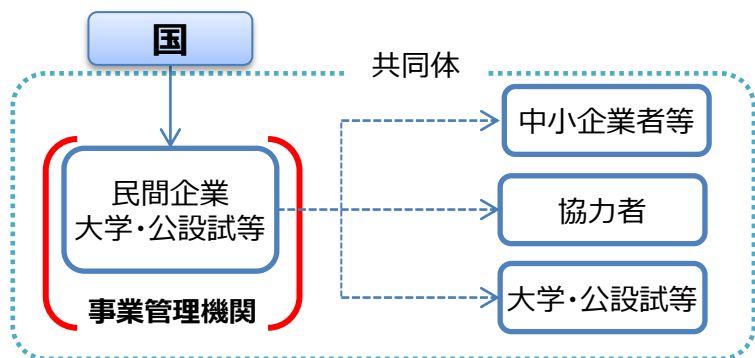 国
共同体
民間企業
大学・公設試等
事業管理機関
中小企業者等
協力者
大学・公設試等